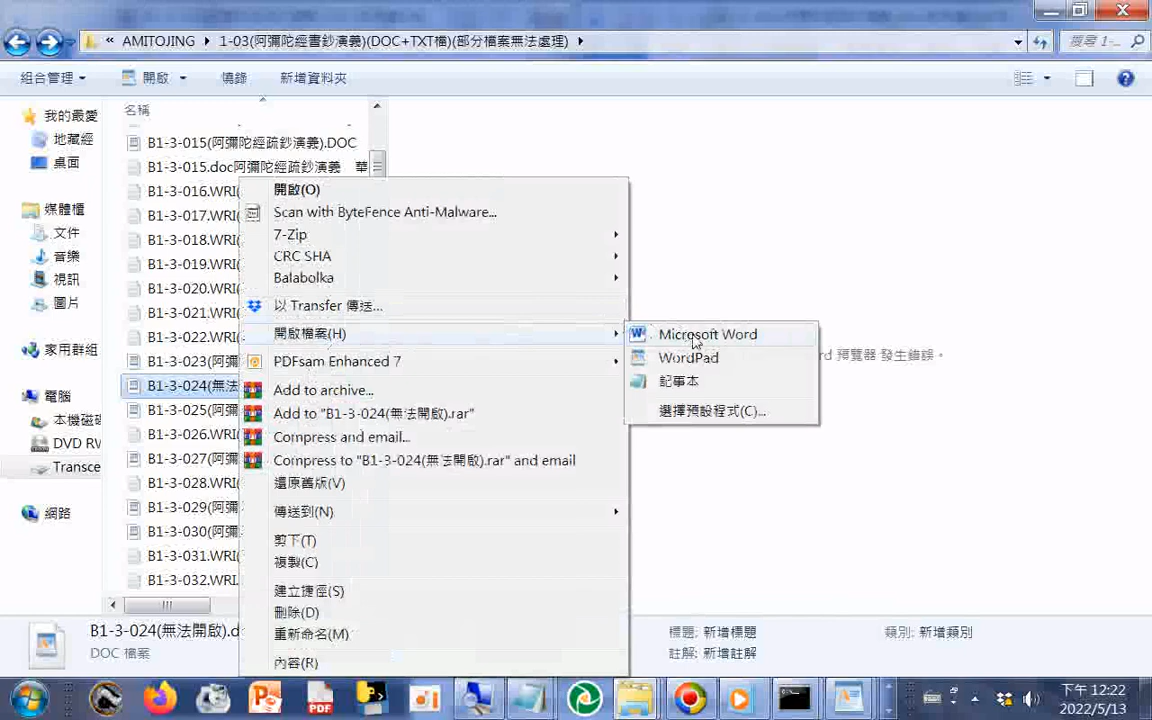 « AMITOJING ▸ 1-03(阿彌陀經書鈔演義)(DOC+TXT檔)(部分檔案無法處理) ▸
搜尋 1-...
組合管理 開啟 燒錄 新增資料夾
名稱
我的最愛
地藏經
桌面
媒體櫃
文件
音樂
視訊
圖片
家用群組
電腦
本機磁碟
DVD RW
Transce
網路
B1-3-015(阿彌陀經疏鈔演義).DOC
B1-3-015.doc阿彌陀經疏鈔演義 華
B1-3-016.WRI(
B1-3-017.WRI(
B1-3-018.WRI(
B1-3-019.WRI(
B1-3-020.WRI(
B1-3-021.WRI(
B1-3-022.WRI(
B1-3-023(阿彌
B1-3-024(無法
B1-3-025(阿彌
B1-3-026.WRI(
B1-3-027(阿彌
B1-3-028.WRI(
B1-3-029(阿彌
B1-3-030(阿彌
B1-3-031.WRI(
B1-3-032.WRI
開啟(O)
Scan with ByteFence Anti-Malware...
7-Zip
CRC SHA
Balabolka
以 Transfer 傳送...
開啟檔案(H)
PDFsam Enhanced 7
Add to archive...
Add to "B1-3-024(無法開啟).rar"
Compress and email...
Compress to "B1-3-024(無法開啟).rar" and email
還原舊版(V)
傳送到(N)
剪下(T)
複製(C)
建立捷徑(S)
刪除(D)
重新命名(M)
內容(R)
Microsoft Word
WordPad
記事本
選擇預設程式(C)...
rd 預覽器 發生錯誤。
B1-3-024(無法開啟).d
DOC 檔案
標題: 新增標題
註解: 新增註解
類別: 新增類別
下午 12:22
2022/5/13